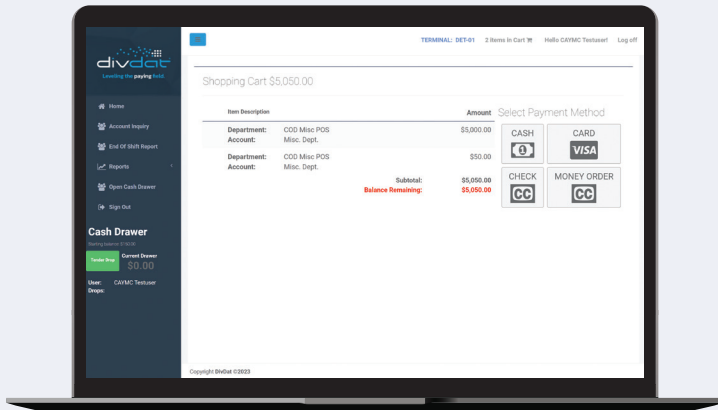 divdat
Leveling the paying field.
TERMINAL: DET-01 2 Items in Cart Hello CAYMC Testuser! Log off
Home
Account Inquiry
End Of Shift Report
Reports
Open Cash Drawer
Sign Out
Cash Drawer
Starting balance:
Tender Drop
Current Drawer
$0.00
User: CAYMC Testuser
Drops:
Shopping Cart $5,050.00
Item Description Amount
Department: COD Misc POS $5,000.00
Account: Misc. Dept.
Department: COD Misc POS $50.00
Account: Misc. Dept.
Subtotal: $5,050.00
Balance Remaining: $5,050.00
Select Payment Method
CASH
1
CARD
VISA
CHECK
CC
MONEY ORDER
CC
Copyright DivDat ©2023